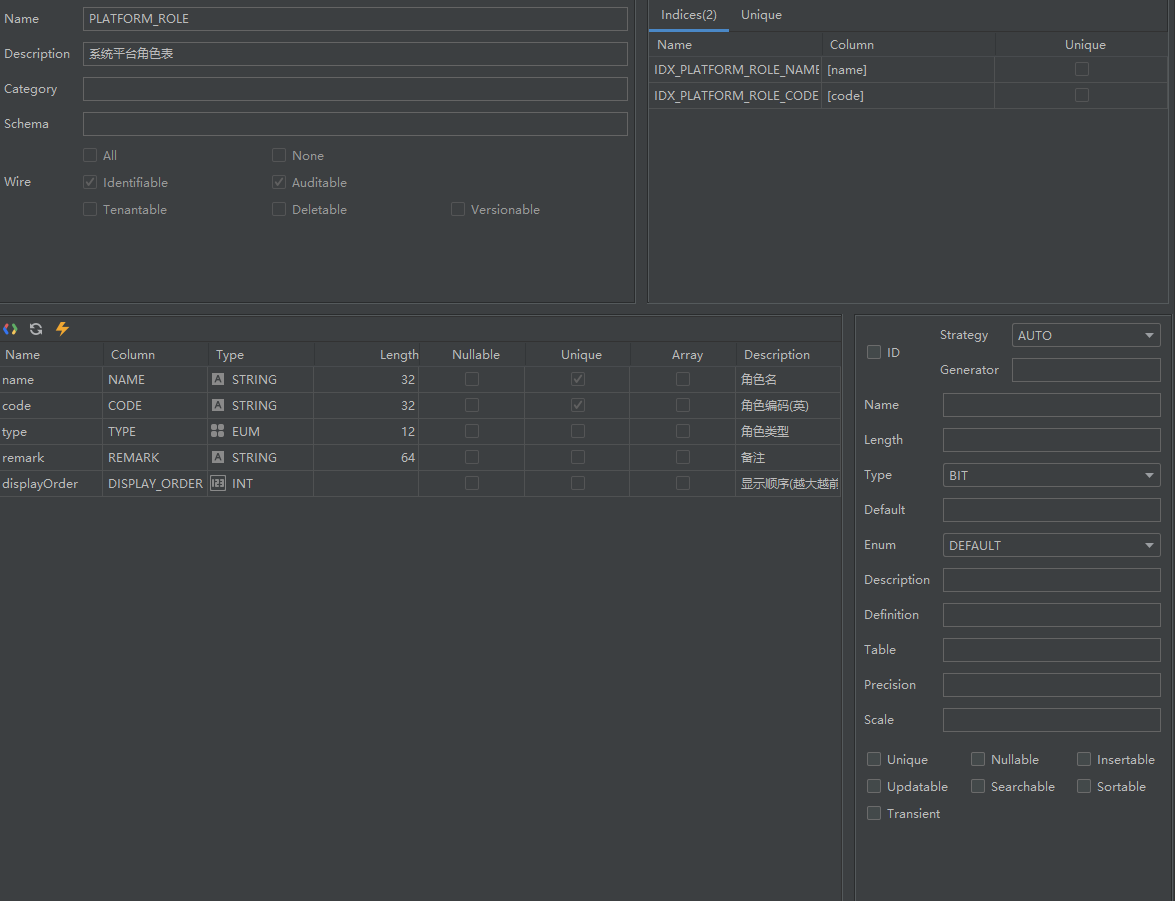 Name PLATFORM_ROLE
Description 系统平台角色表
Category
Schema
Wire
All None
Identifiable Auditable
Tenantable Deletable Versionable
Indices(2) Unique
Name Column Unique
IDX_PLATFORM_ROLE_NAME [name]
IDX_PLATFORM_ROLE_CODE [code]
Name Column Type Length Nullable Unique Array Description
name NAME A STRING 32 角色名
code CODE A STRING 32 角色编码(英)
type TYPE EUM 12 角色类型
remark REMARK A STRING 64 备注
displayOrder DISPLAY_ORDER 123 INT 显示顺序(越大越前
ID
Strategy AUTO
Generator
Name
Length
Type BIT
Default
Enum DEFAULT
Description
Definition
Table
Precision
Scale
Unique Nullable Insertable
Updatable Searchable Sortable
Transient